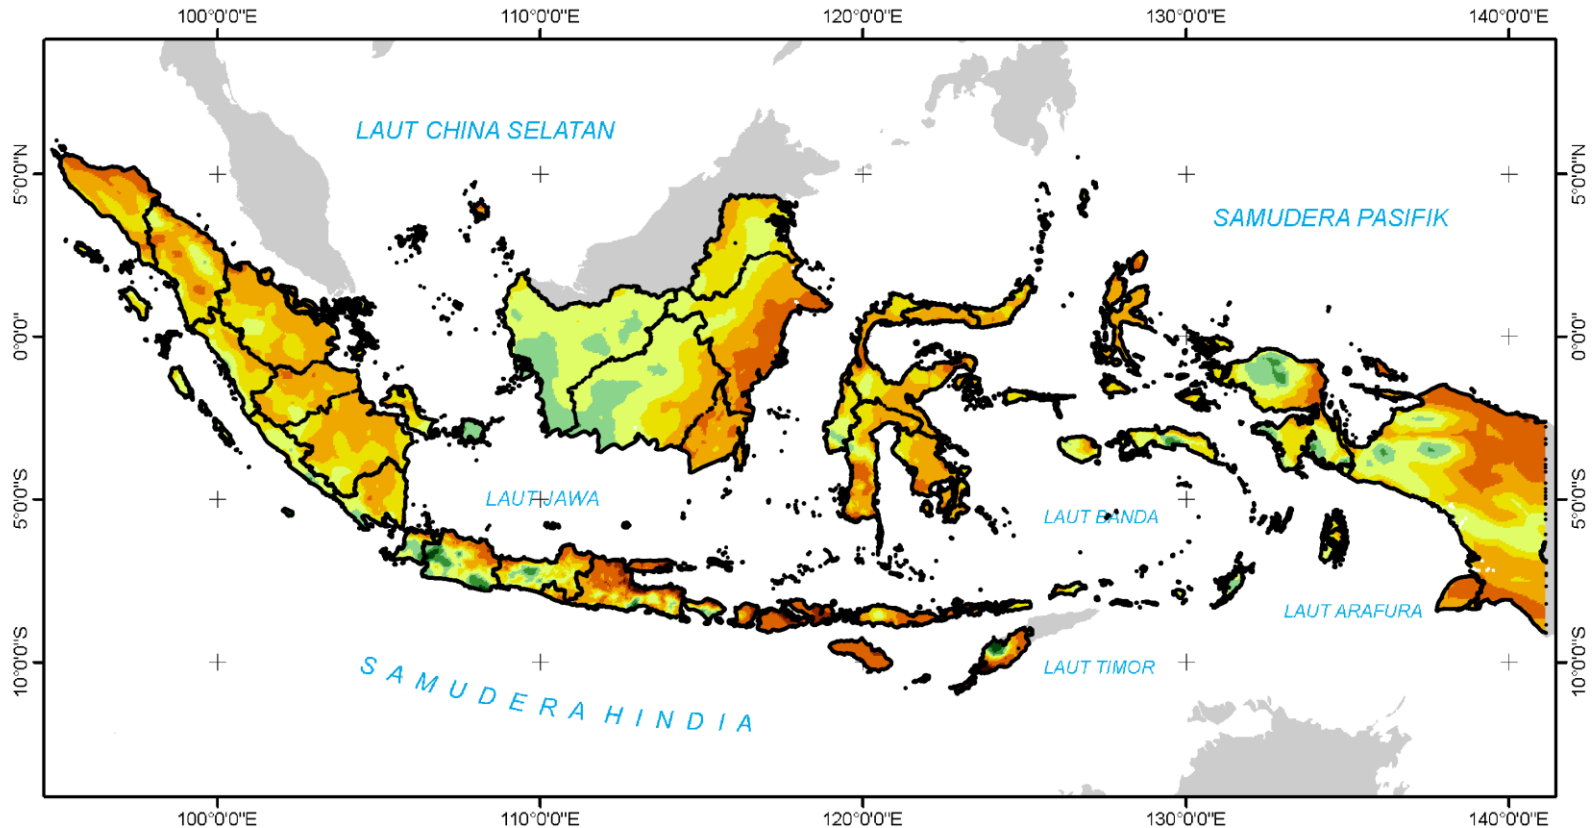 100°0'0"E 110°0'0"E 120°0'0"E 130°0'0"E 140°0'0"E
LAUT CHINA SELATAN
5°0'0"N 5°0'0"N
SAMUDERA PASIFIK
0°0'0" 0°0'0"
5°0'0"S 5°0'0"S
LAUT JAWA
LAUT BANDA
LAUT ARAFURA
10°0'0"S 10°0'0"S
LAUT TIMOR
SAMUDERA HINDIA
100°0'0"E 110°0'0"E 120°0'0"E 130°0'0"E 140°0'0"E